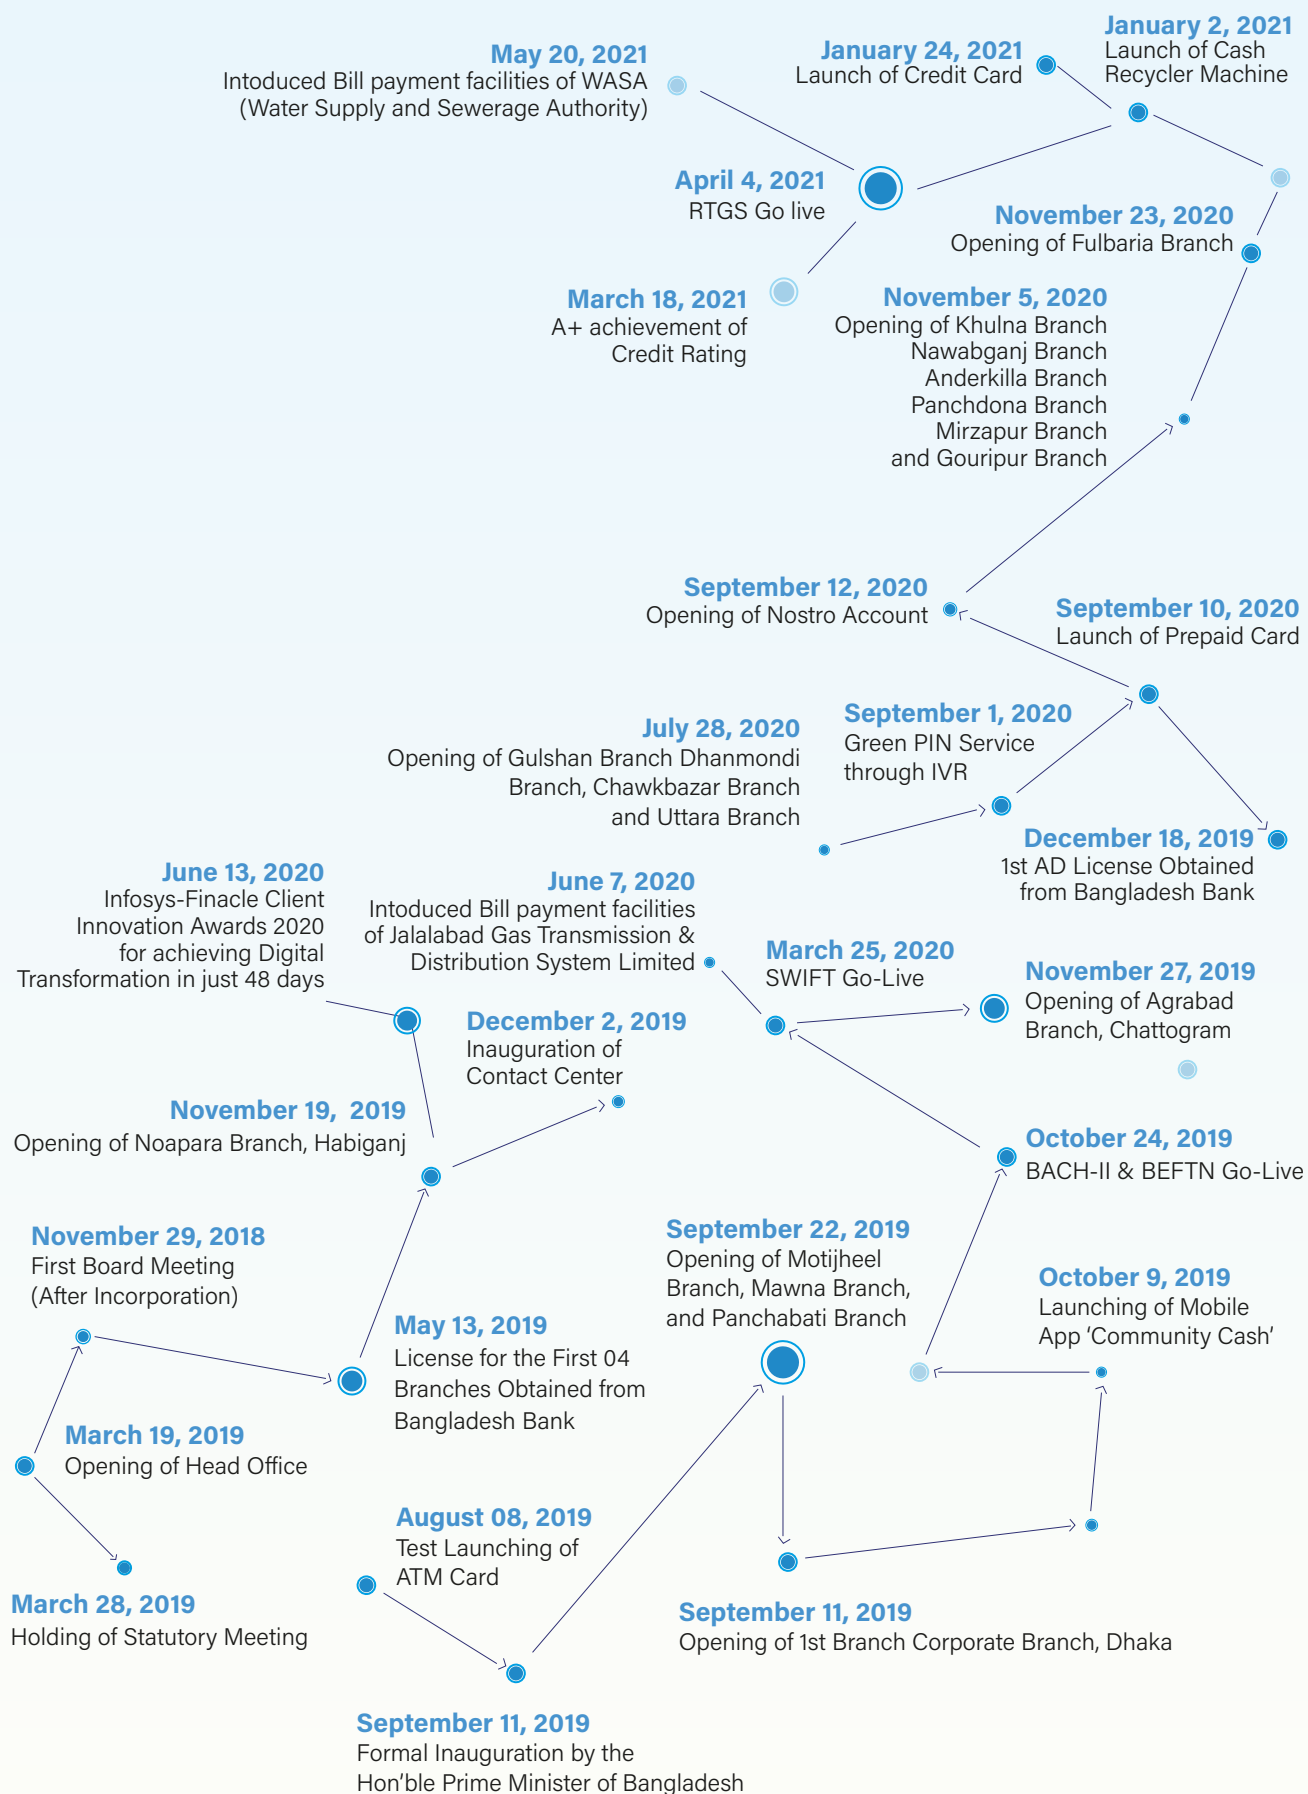 May 20, 2021
Intoduced Bill payment facilities of WASA
(Water Supply and Sewerage Authority)
January 24, 2021
Launch of Credit Card
January 2, 2021
Launch of Cash
Recycler Machine
April 4, 2021
RTGS Go live
November 23, 2020
Opening of Fulbaria Branch
March 18, 2021
A+ achievement of
Credit Rating
November 5, 2020
Opening of Khulna Branch
Nawabganj Branch
Anderkilla Branch
Panchdona Branch
Mirzapur Branch
and Gouripur Branch
September 12, 2020
Opening of Nostro Account
September 10, 2020
Launch of Prepaid Card
July 28, 2020
Opening of Gulshan Branch Dhanmondi
Branch, Chawkbazar Branch
and Uttara Branch
September 1, 2020
Green PIN Service
through IVR
December 18, 2019
1st AD License Obtained
from Bangladesh Bank
June 13, 2020
Infosys-Finacle Client
Innovation Awards 2020
for achieving Digital
Transformation in just 48 days
June 7, 2020
Intoduced Bill payment facilities
of Jalalabad Gas Transmission &
Distribution System Limited
March 25, 2020
SWIFT Go-Live
November 27, 2019
Opening of Agrabad
Branch, Chattogram
December 2, 2019
Inauguration of
Contact Center
November 19, 2019
Opening of Noapara Branch, Habiganj
October 24, 2019
BACH-II & BEFTN Go-Live
November 29, 2018
First Board Meeting
(After Incorporation)
September 22, 2019
Opening of Motijheel
Branch, Mawna Branch,
and Panchabati Branch
October 9, 2019
Launching of Mobile
App ‘Community Cash’
May 13, 2019
License for the First 04
Branches Obtained from
Bangladesh Bank
March 19, 2019
Opening of Head Office
August 08, 2019
Test Launching of
ATM Card
March 28, 2019
Holding of Statutory Meeting
September 11, 2019
Opening of 1st Branch Corporate Branch, Dhaka
September 11, 2019
Formal Inauguration by the
Hon’ble Prime Minister of Bangladesh